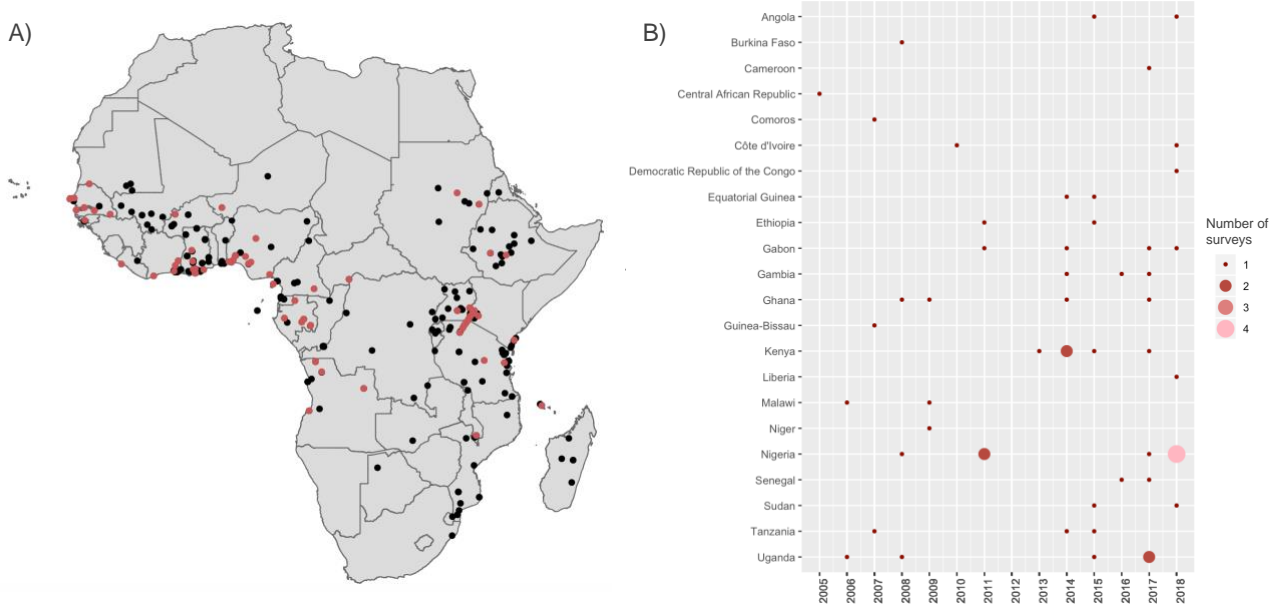 A)
B)
Angola
Burkina Faso
Cameroon
Central African Republic
Comoros
Côte d'Ivoire
Democratic Republic of the Congo
Equatorial Guinea
Ethiopia
Gabon
Gambia
Ghana
Guinea-Bissau
Kenya
Liberia
Malawi
Niger
Nigeria
Senegal
Sudan
Tanzania
Uganda
2005 2006 2007 2008 2009 2010 2011 2012 2013 2014 2015 2016 2017 2018
Number of
surveys
1
2
3
4